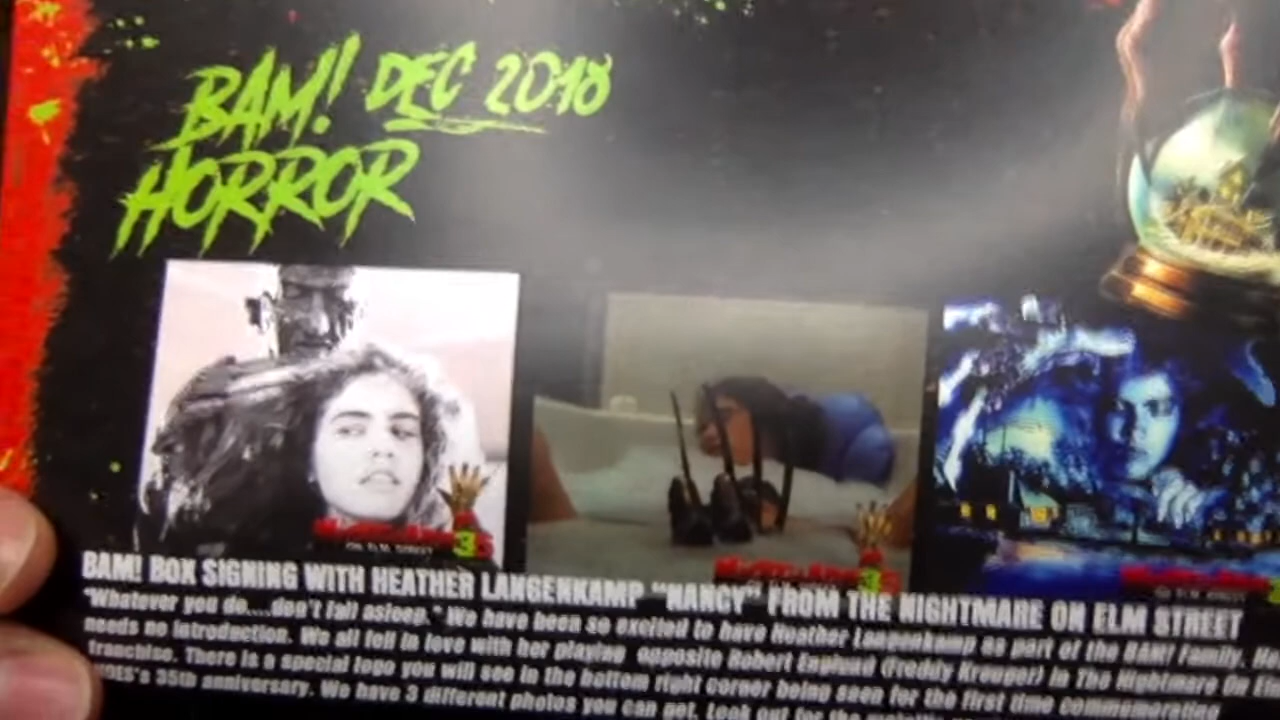 BAM! DEC 2018
HORROR
BAM! BOX SIGNING WITH HEATHER LANGENKAMP "NANCY" FROM THE NIGHTMARE ON ELM STREET
"Whatever you do....don't fall asleep." We have been so excited to have Heather Langenkamp as part of the BAM! Family. He
needs no introduction. We all fell in love with her playing opposite Robert Englund (Freddy Krueger) in The Nightmare On Elm
franchise. There is a special logo you will see in the bottom right corner being seen for the first time commemorating
35th anniversary. We have 3 different photos you can get. Look out for the